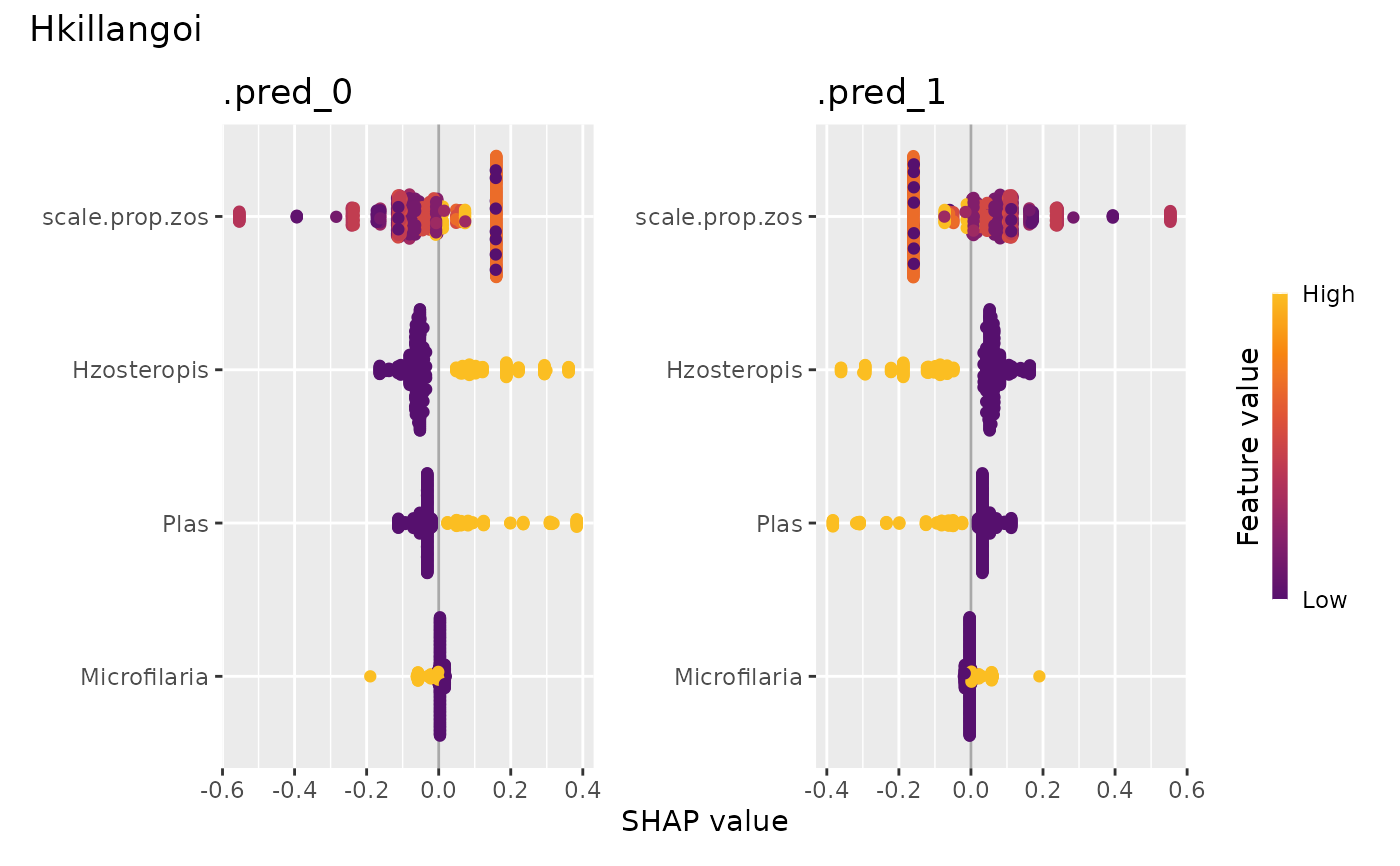 Hkillangoi
.pred_0
.pred_1
scale.prop.zos
scale.prop.zos
Hzosteropis
Hzosteropis
Plas
Plas
Microfilaria
Microfilaria
-0.6 -0.4 -0.2 0.0 0.2 0.4
-0.4 -0.2 0.0 0.2 0.4 0.6
SHAP value
Feature value
High
Low